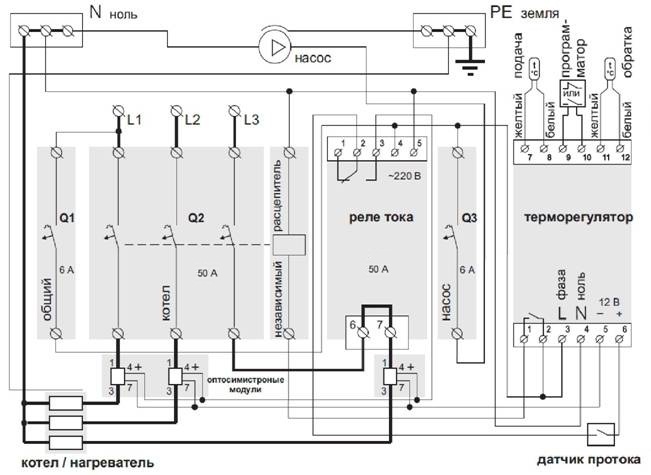 N ноль
PE земля
насос
подача
програм-
матор
обратка
или
t°
t°
желтый
белый
желтый
белый
7 8 9 10 11 12
L1
L2
L3
1 2 3 4 5
~220 В
Q1
Q2
расцепитель
реле тока
Q3
терморегулятор
6 А
50 А
50 А
6 А
общий
котел
независимый
насос
фаза
ноль
L N
12 В
− +
6 7
1 2 3 4 5 6
1 4+
3 7
1 4+
3 7
оптосимистроные
модули
1 4+
3 7
котел / нагреватель
датчик протока